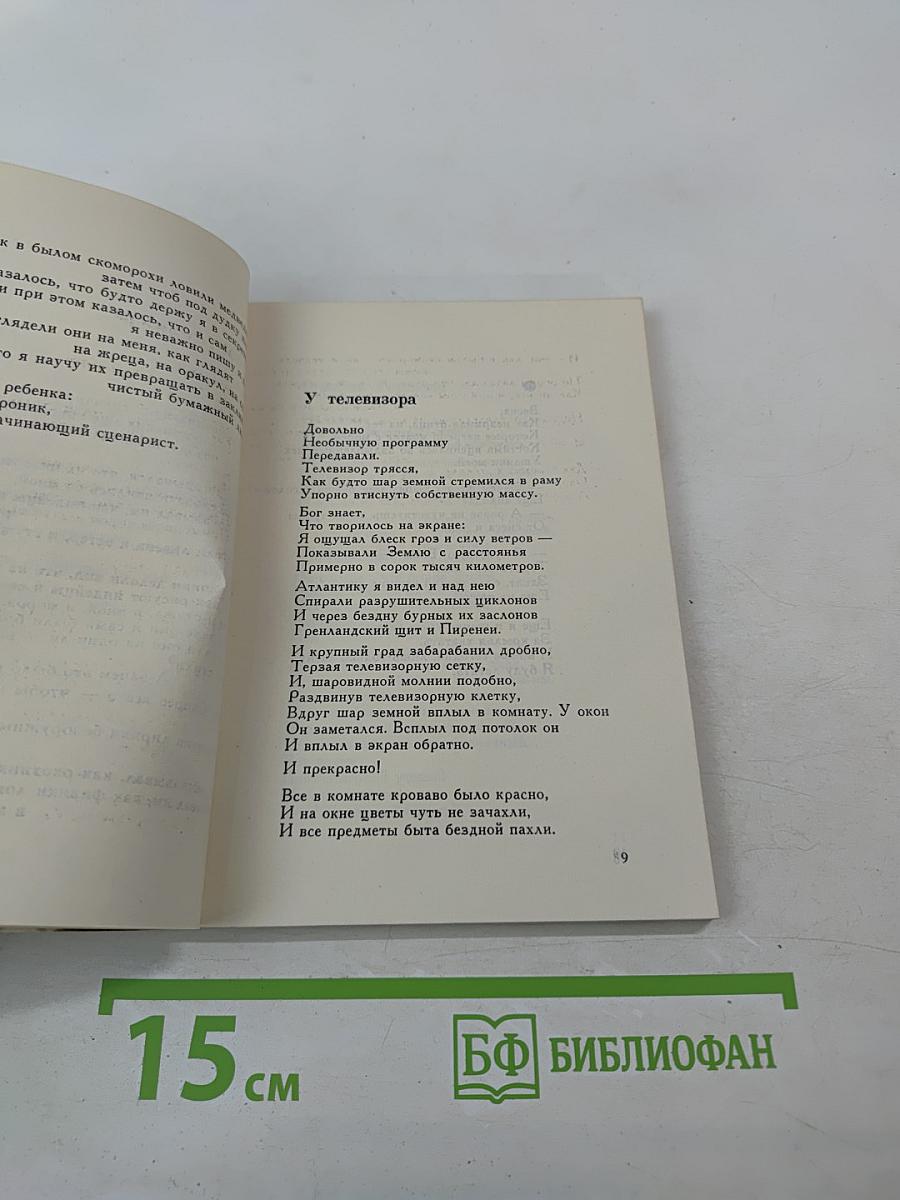 к в былом скоморохи ловили
затем чтоб под дудку
азалось, что будто держу я в
и при этом казалось, что и сам
я неважно пишу
глядели они на меня, как глядят
на жреца, на оракул, на
то я научу их превращать в
чистый бумажный
ребенка:
роник,
ачинающий сценарист.
У телевизора
Довольно
Необычную программу
Передавали.
Телевизор трясся,
Как будто шар земной стремился в раму
Упорно втиснуть собственную массу.
Бог знает,
Что творилось на экране:
Я ощущал блеск гроз и силу ветров —
Показывали Землю с расстоянья
Примерно в сорок тысяч километров.
Атлантику я видел и над нею
Спирали разрушительных циклонов
И через бездну бурных их заслонов
Гренландский щит и Пиренеи.
И крупный град забарабанил дробно,
Терзая телевизорную сетку,
И, шаровидной молнии подобно,
Раздвинув телевизорную клетку,
Вдруг шар земной вплыл в комнату. У окон
Он заметался. Всплыл под потолок он
И вплыл в экран обратно.
И прекрасно!
Все в комнате кроваво было красно,
И на окне цветы чуть не зачахли,
И все предметы быта бездной пахли.
9
15 см
БФ БИБЛИОФАН